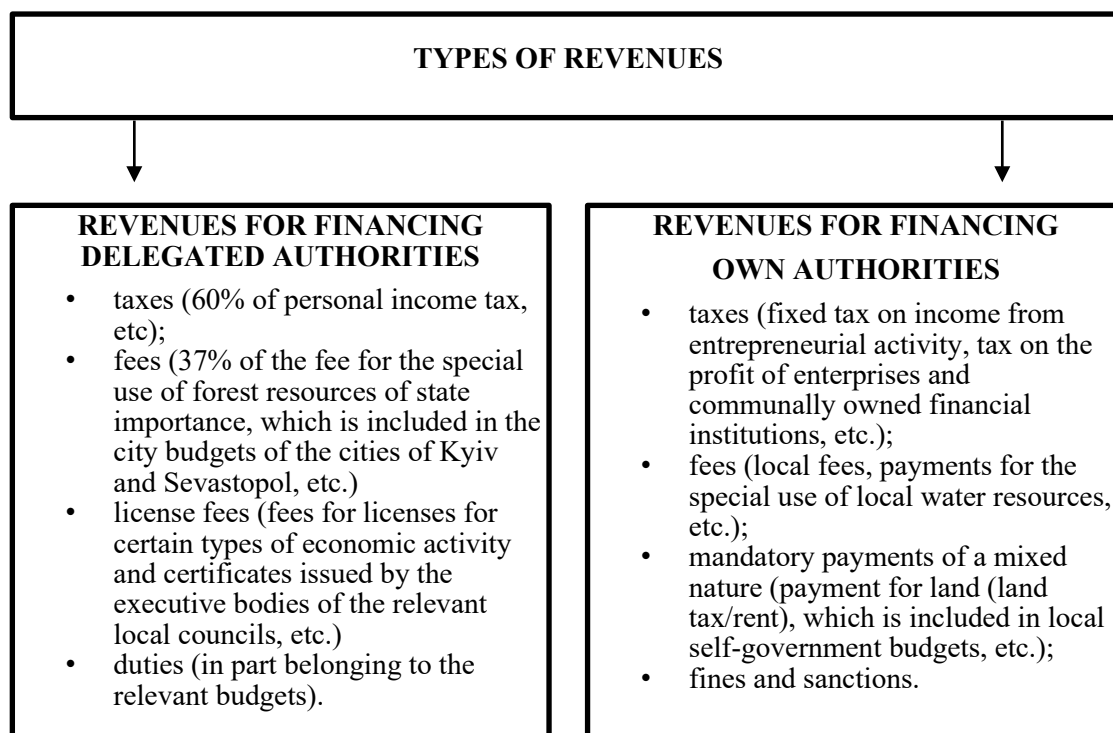 TYPES OF REVENUES
REVENUES FOR FINANCING
DELEGATED AUTHORITIES
• taxes (60% of personal income tax,
etc);
• fees (37% of the fee for the special
use of forest resources of state
importance, which is included in the
city budgets of the cities of Kyiv
and Sevastopol, etc.)
• license fees (fees for licenses for
certain types of economic activity
and certificates issued by the
executive bodies of the relevant
local councils, etc.)
• duties (in part belonging to the
relevant budgets).
REVENUES FOR FINANCING
OWN AUTHORITIES
• taxes (fixed tax on income from
entrepreneurial activity, tax on the
profit of enterprises and
communally owned financial
institutions, etc.);
• fees (local fees, payments for the
special use of local water resources,
etc.);
• mandatory payments of a mixed
nature (payment for land (land
tax/rent), which is included in local
self-government budgets, etc.);
• fines and sanctions.